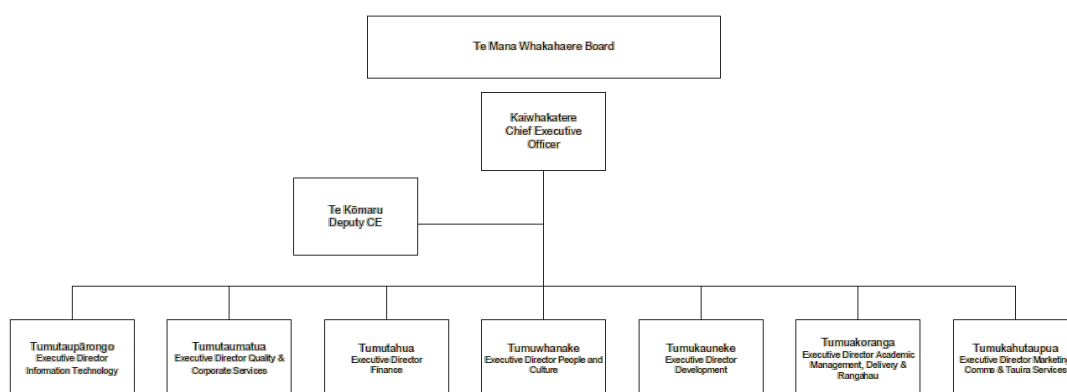 Te Mana Whakahaere Board
Kaiwhakatere
Chief Executive
Officer
Te Kōmaru
Deputy CE
Tumutaupārongo
Executive Director
Information Technology
Tumutaumatua
Executive Director Quality &
Corporate Services
Tumutahua
Executive Director
Finance
Tumuwhanake
Executive Director People and
Culture
Tumukauneke
Executive Director
Development
Tumuakoranga
Executive Director Academic
Management, Delivery &
Rangahau
Tumukahutaupua
Executive Director Marketing
Comms & Tauira Services